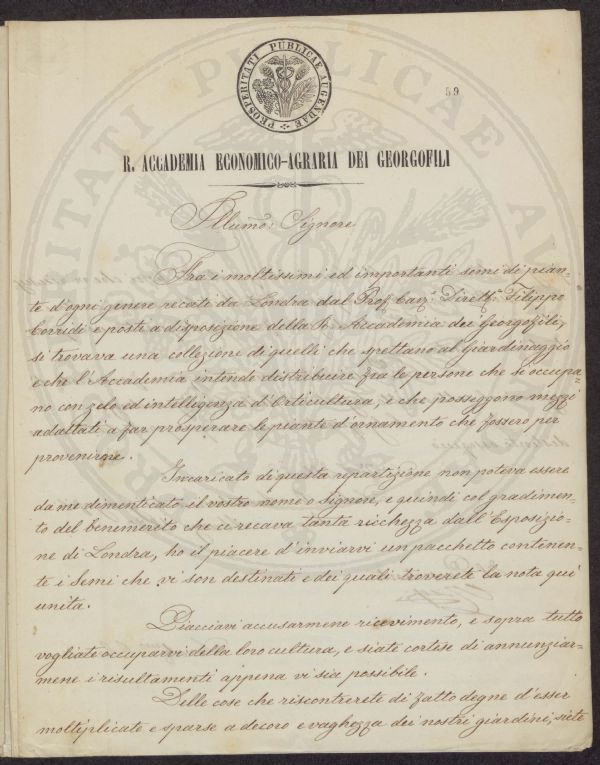 PROSPERITATI PUBLICAE AUGENDAE
59
R. ACCADEMIA ECONOMICO-AGRARIA DEI GEORGOFILI
Illumo: Signore
Fra i moltissimi ed importanti semi di pian-
te d'ogni genere recate da Londra dal Prof. Cav. Dirett. Filippo
Corridi e poste a disposizione della R. Accademia dei Georgofili,
si trovava una collezione di quelli che spettano al Giardinaggio
e che l'Accademia intende distribuire fra le persone che si occupa-
no con zelo ed intelligenza d'Orticultura, e che posseggono mezzi
adattati a far prosperare le piante d'ornamento che fossero per
provenirne.
Incaricato di questa repartizione non poteva essere
da me dimenticato il vostro nome o Signore, e quindi col gradimen-
to del benemerito che ci recava tanta ricchezza dall'Esposizio-
ne di Londra, ho il piacere d'inviarvi un pacchetto continen-
te i Semi che vi son destinati e dei quali troverete la nota qui
unita.
Piacciavi accusarmene ricevimento, e sopra tutto
vogliate occuparvi della loro cultura, e siate cortese di annunziar-
mene i risultamenti appena vi sia possibile.
Delle cose che riscontrerete di fatto degne d'esser
moltiplicate e sparse a decoro e vaghezza dei nostri giardini, siete